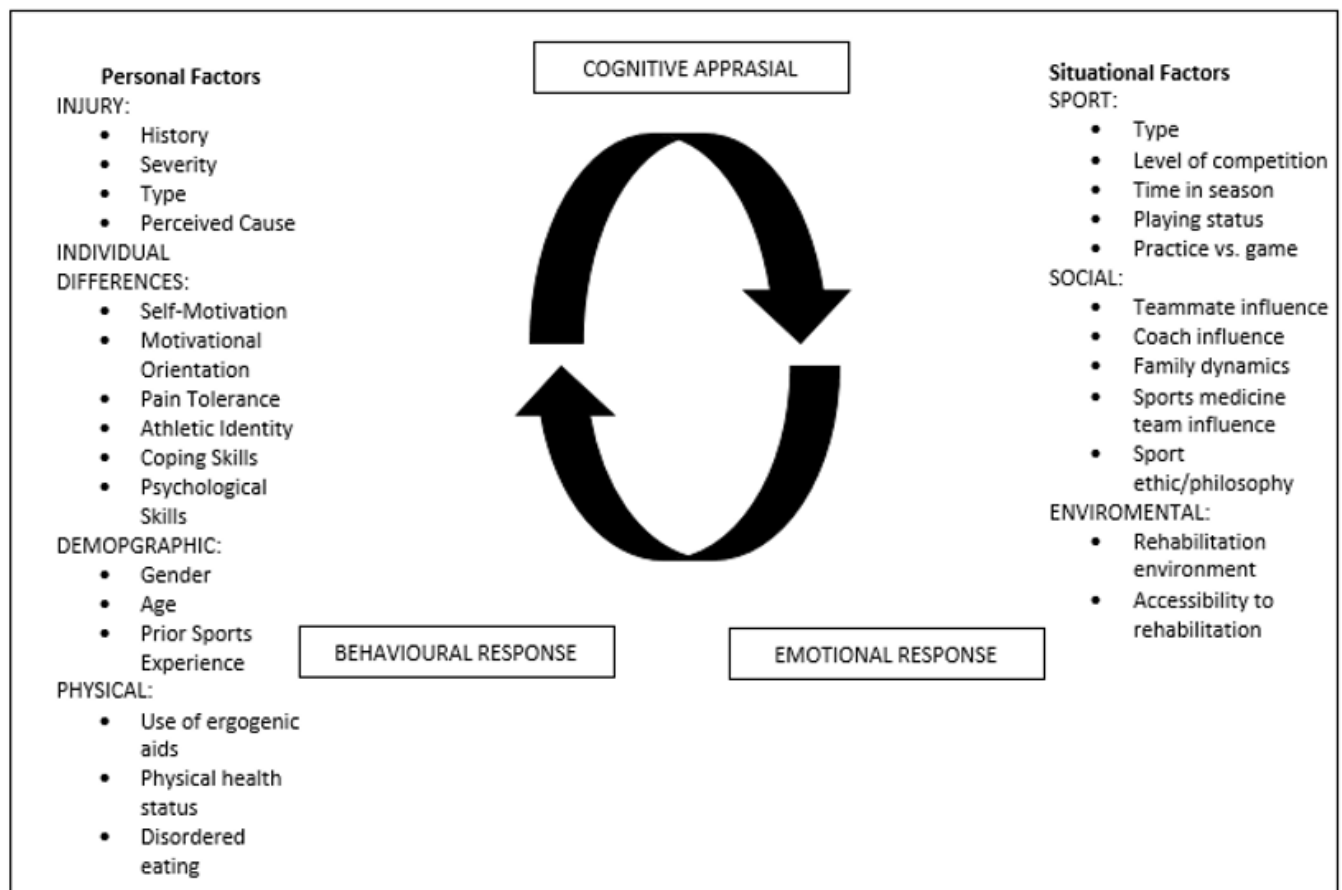 COGNITIVE APPRASIAL
Personal Factors
INJURY:
• History
• Severity
• Type
• Perceived Cause
INDIVIDUAL
DIFFERENCES:
• Self-Motivation
• Motivational
Orientation
• Pain Tolerance
• Athletic Identity
• Coping Skills
• Psychological
Skills
DEMOPGRAPHIC:
• Gender
• Age
• Prior Sports
Experience
PHYSICAL:
• Use of ergogenic
aids
• Physical health
status
• Disordered
eating
BEHAVIOURAL RESPONSE
EMOTIONAL RESPONSE
Situational Factors
SPORT:
• Type
• Level of competition
• Time in season
• Playing status
• Practice vs. game
SOCIAL:
• Teammate influence
• Coach influence
• Family dynamics
• Sports medicine
team influence
• Sport
ethic/philosophy
ENVIROMENTAL:
• Rehabilitation
environment
• Accessibility to
rehabilitation